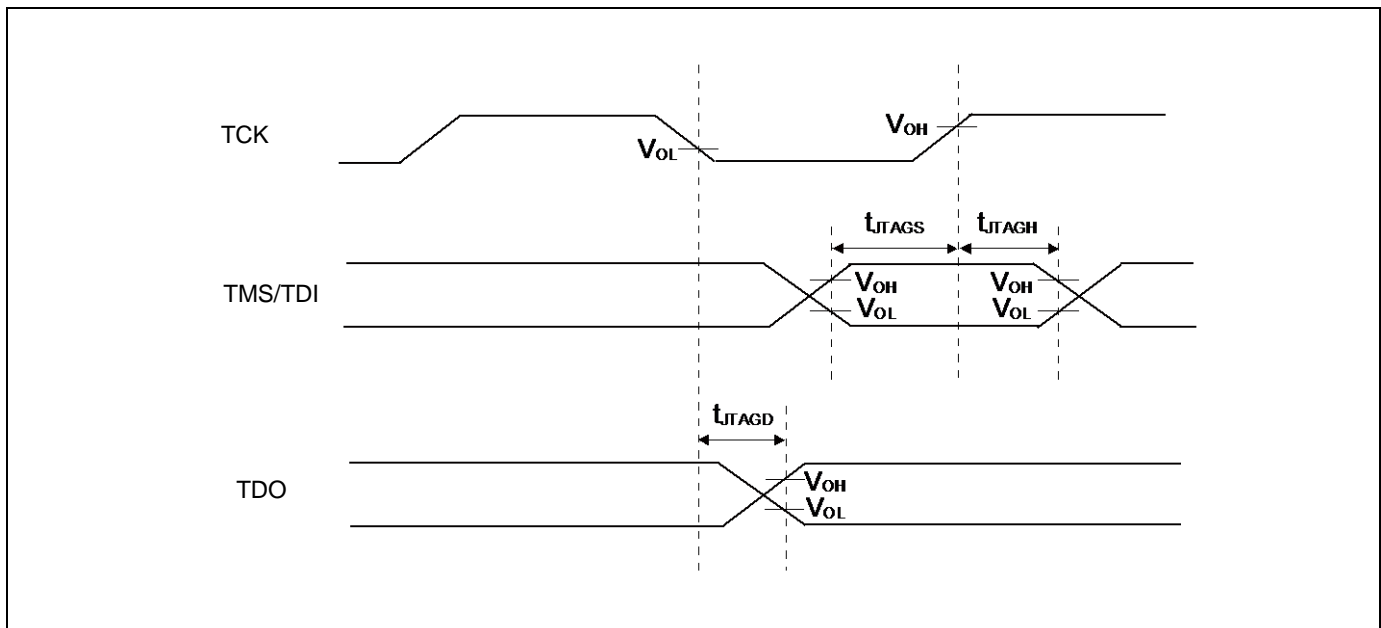 TCK
VOL
VOH
tJTAGS
tJTAGH
TMS/TDI
VOH
VOL
VOH
VOL
tJTAGD
TDO
VOH
VOL